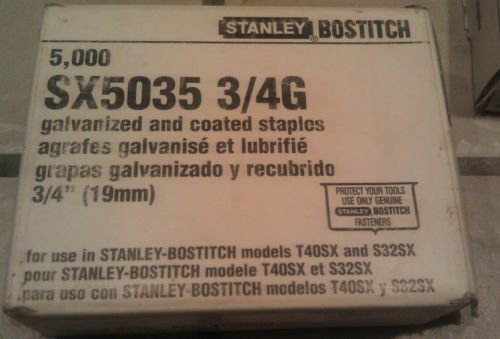 STANLEY® BOSTITCH
5,000
SX5035 3/4G
galvanized and coated staples
agrafes galvanisé et lubrifié
grapas galvanizado y recubrido
3/4” (19mm)
PROTECT YOUR TOOLS
USE ONLY GENUINE
STANLEY BOSTITCH
FASTENERS
for use in STANLEY-BOSTITCH models T40SX and S32SX
pour STANLEY-BOSTITCH modele T40SX et S32SX
para uso con STANLEY-BOSTITCH modelos T40SX y S32SX